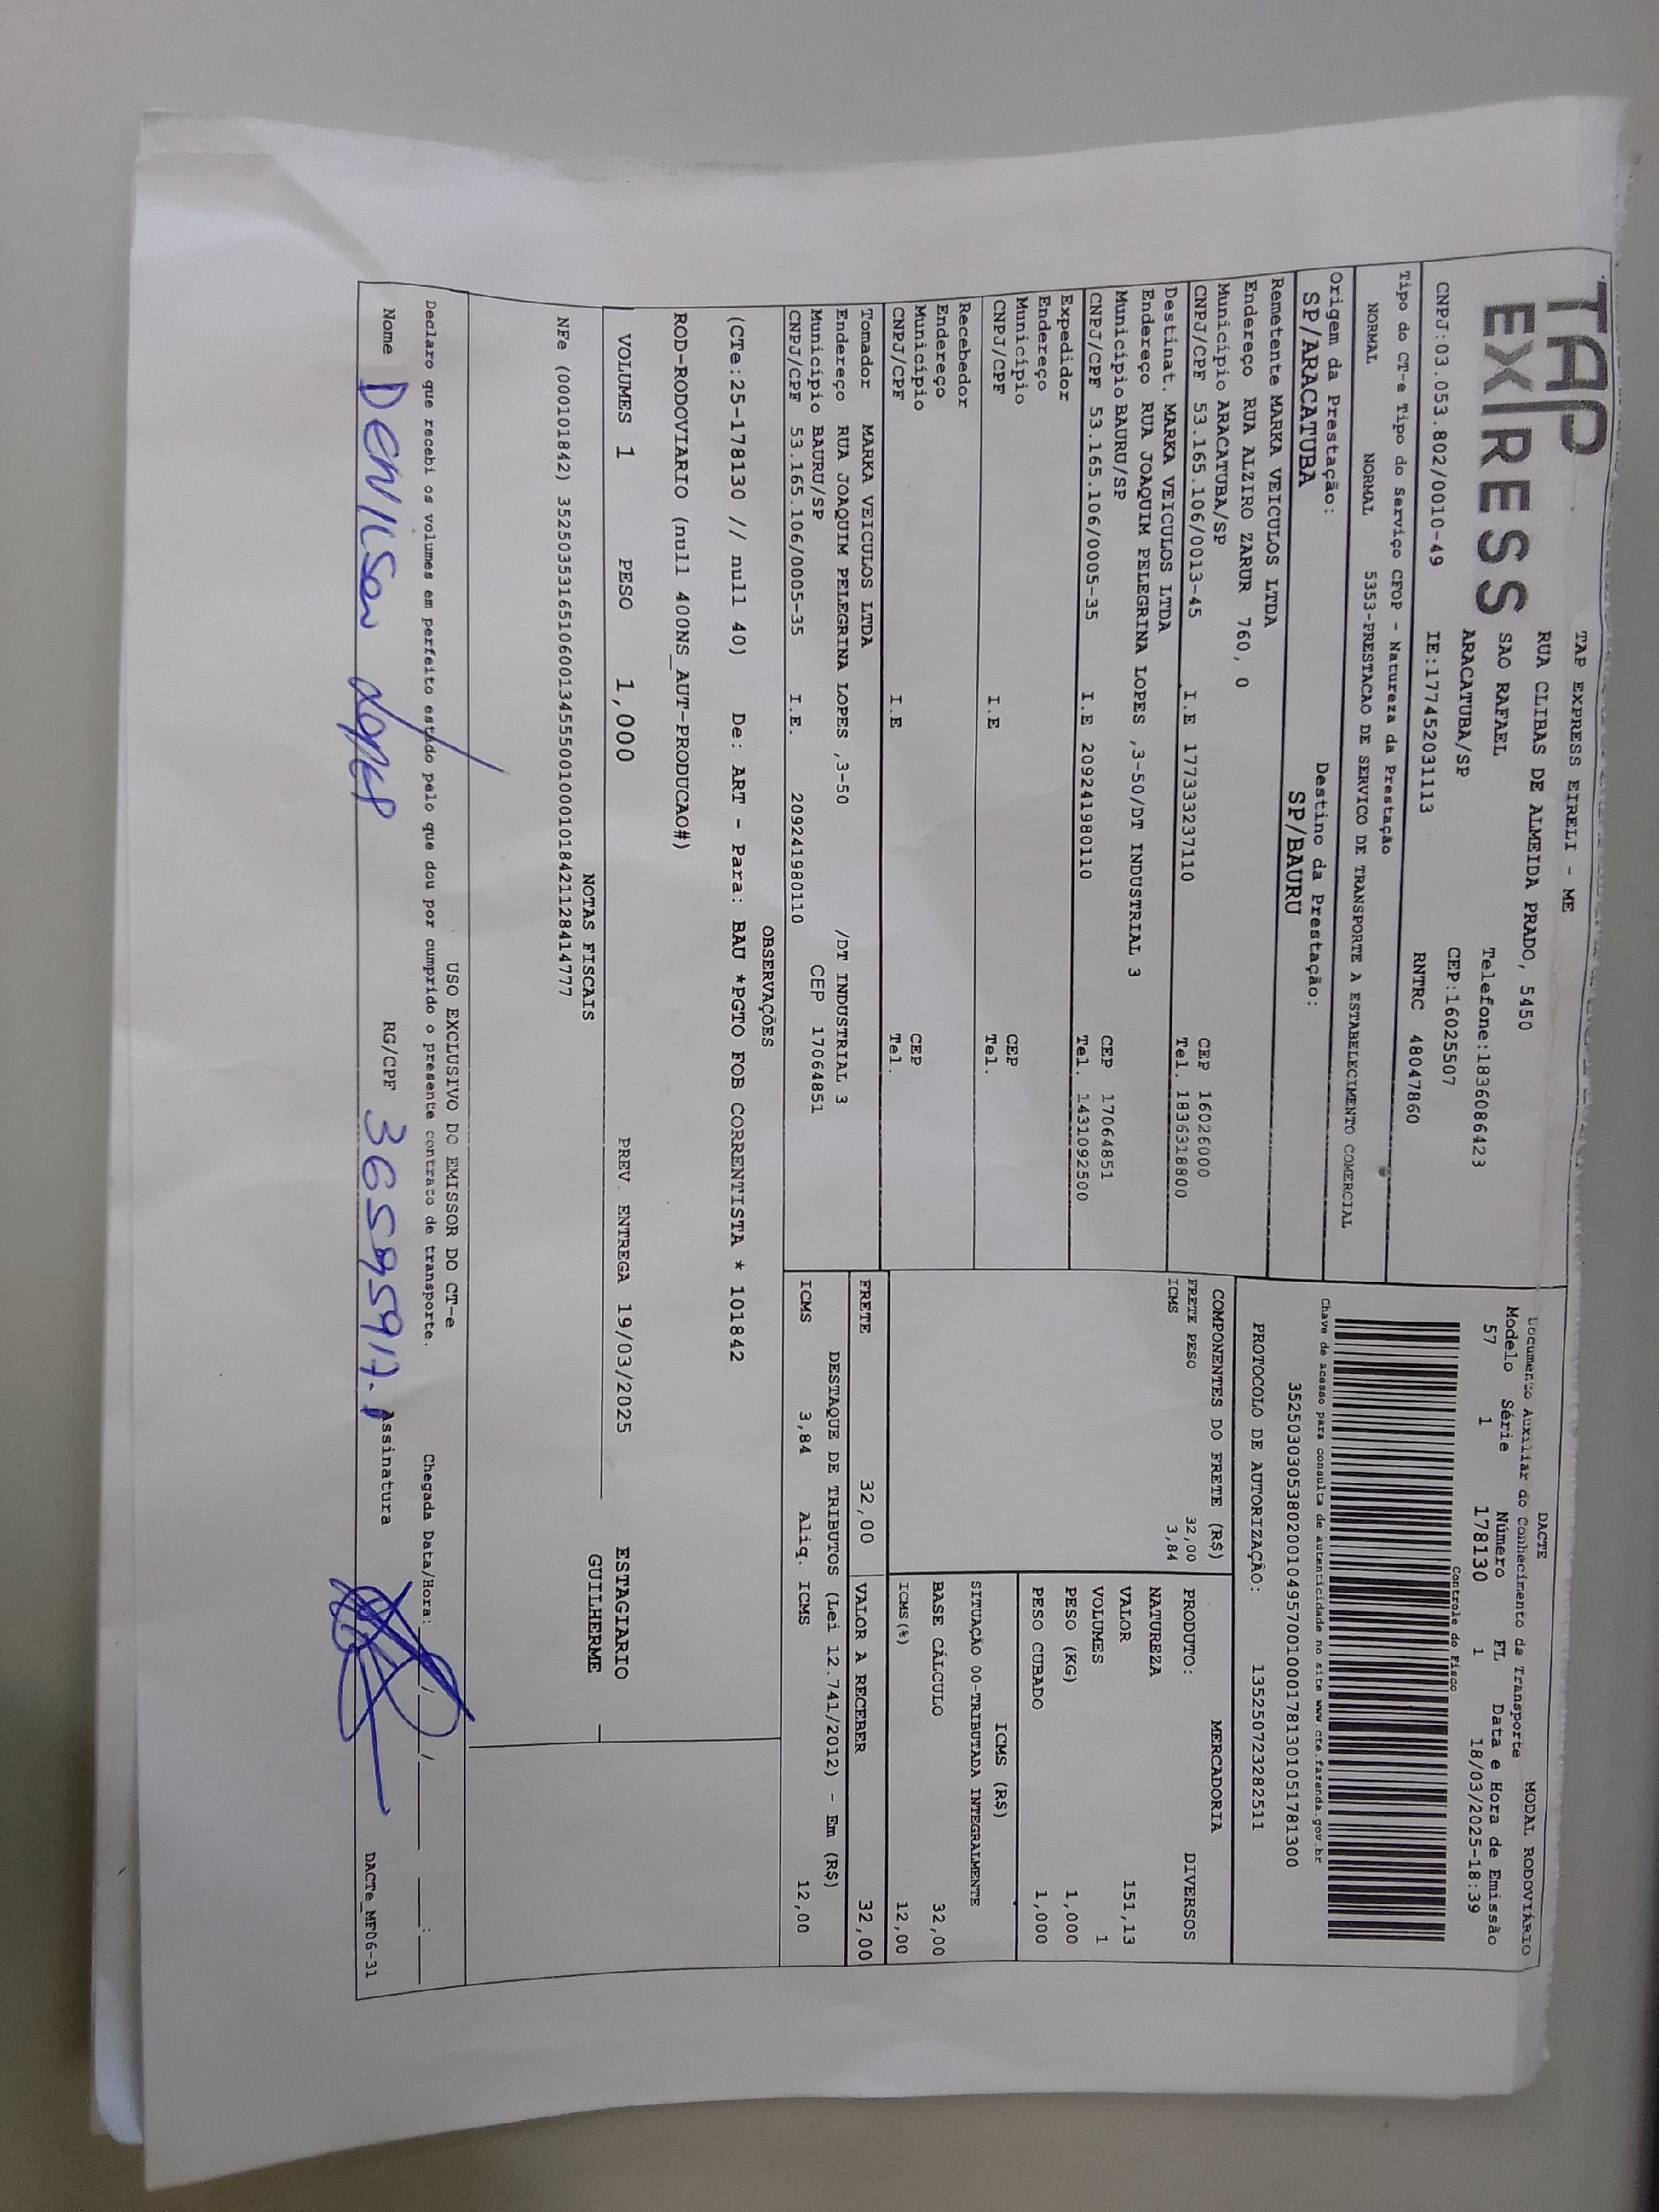 TAP
EXPRESS
TAP EXPRESS EIRELI - ME
RUA CLIBAS DE ALMEIDA PRADO, 5450
SAO RAFAEL Telefone:1836086423
ARACATUBA/SP CEP:16025507
CNPJ:03.053.802/0010-49 IE:177452031113 RNTRC 48047860
Tipo do CT-e Tipo do Serviço CFOP - Natureza da Prestação
NORMAL NORMAL 5353-PRESTACAO DE SERVICO DE TRANSPORTE A ESTABELECIMENTO COMERCIAL
Origem da Prestação: Destino da Prestação:
SP/ARACATUBA SP/BAURU
DACTE MODAL RODOVIÁRIO
Documento Auxiliar do Conhecimento da Transporte
Modelo Série Número FL Data e Hora de Emissão
57 1 178130 1 18/03/2025-18:39
Controle do Fisco
Chave de acesso para consulta de autenticidade no site www.cte.fazenda.gov.br
35250303053802001049570010001781301051781300
PROTOCOLO DE AUTORIZAÇÃO: 135250723282511
Remetente MARKA VEICULOS LTDA
Endereço RUA ALZIRO ZARUR 760, 0
Município ARACATUBA/SP CEP 16026000
CNPJ/CPF 53.165.106/0013-45 I.E 177333237110 Tel. 1836318800
Destinat. MARKA VEICULOS LTDA
Endereço RUA JOAQUIM PELEGRINA LOPES ,3-50/DT INDUSTRIAL 3
Município BAURU/SP CEP 17064851
CNPJ/CPF 53.165.106/0005-35 I.E 209241980110 Tel. 143109250‌0
Expedidor
Endereço
Município CEP
CNPJ/CPF I.E Tel.
Recebedor
Endereço
Município CEP
CNPJ/CPF I.E Tel.
Tomador MARKA VEICULOS LTDA
Endereço RUA JOAQUIM PELEGRINA LOPES ,3-50 /DT INDUSTRIAL 3
Município BAURU/SP CEP 17064851
CNPJ/CPF 53.165.106/0005-35 I.E. 209241980110
COMPONENTES DO FRETE (R$)
FRETE PESO 32,00
ICMS 3,84
MERCADORIA
PRODUTO: DIVERSOS
NATUREZA
VALOR 151,13
VOLUMES 1
PESO (KG) 1,000
PESO CUBADO 1,000
ICMS (R$)
SITUAÇÃO 00-TRIBUTADA INTEGRALMENTE
BASE CÁLCULO 32,00
ICMS(%) 12,00
FRETE 32,00 VALOR A RECEBER 32,00
DESTAQUE DE TRIBUTOS (Lei 12.741/2012) - Em (R$)
ICMS 3,84 Aliq. ICMS 12,00
OBSERVAÇÕES
(CTe:25-178130 // null 40) De: ART - Para: BAU *PGTO FOB CORRENTISTA * 101842
ROD-RODOVIARIO (null 400NS_AUT-PRODUCAO#)
VOLUMES 1 PESO 1,000 PREV. ENTREGA 19/03/2025 ESTAGIARIO
GUILHERME
NOTAS FISCAIS
NFe (000101842) 35250353165106001345550010001018421128414777
USO EXCLUSIVO DO EMISSOR DO CT-e
Declaro que recebi os volumes em perfeito estado pelo que dou por cumprido o presente contrato de transporte. Chegada Data/Hora: / / :
Nome Denilson Lopes RG/CPF Assinatura DACTe_MF06-31